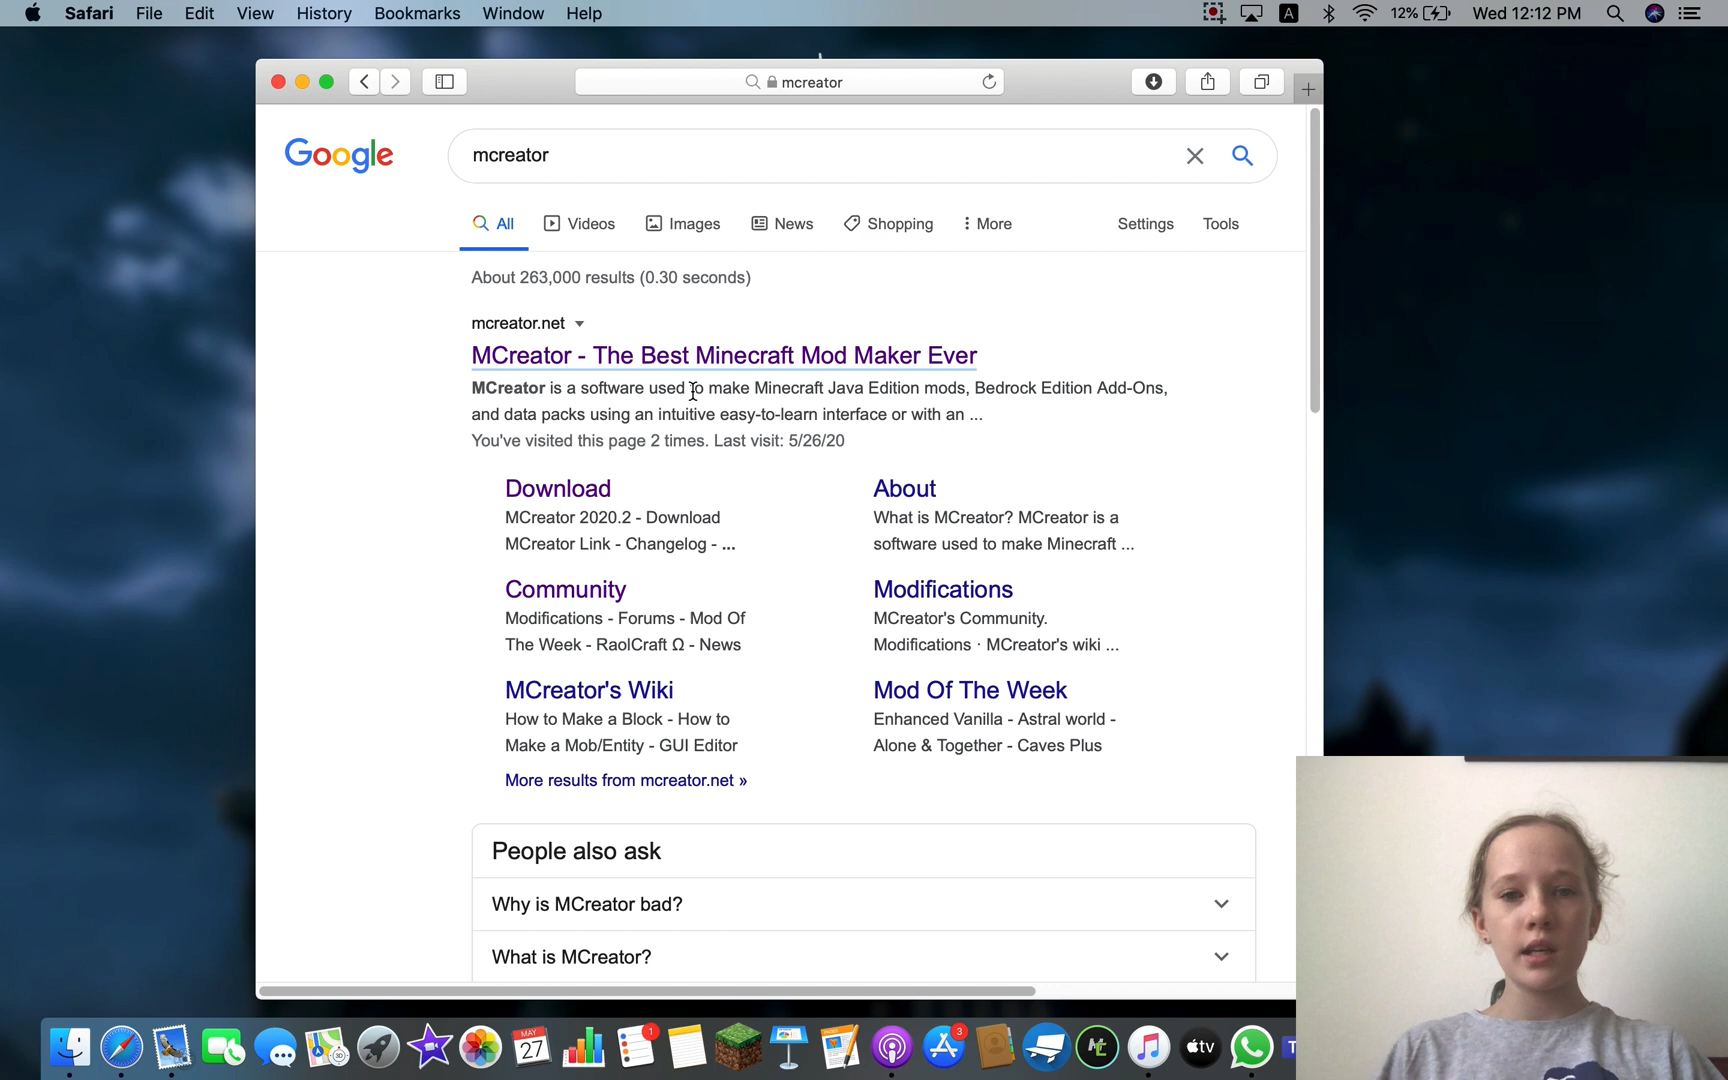 Safari File Edit View History Bookmarks Window Help
A 12% Wed 12:12 PM
mcreator
Google
mcreator
All Videos Images News Shopping More Settings Tools
About 263,000 results (0.30 seconds)
mcreator.net
MCreator - The Best Minecraft Mod Maker Ever
MCreator is a software used to make Minecraft Java Edition mods, Bedrock Edition Add-Ons,
and data packs using an intuitive easy-to-learn interface or with an ...
You've visited this page 2 times. Last visit: 5/26/20
Download
MCreator 2020.2 - Download
MCreator Link - Changelog - ...
About
What is MCreator? MCreator is a
software used to make Minecraft ...
Community
Modifications - Forums - Mod Of
The Week - RaolCraft Ω - News
Modifications
MCreator's Community.
Modifications · MCreator's wiki ...
MCreator's Wiki
How to Make a Block - How to
Make a Mob/Entity - GUI Editor
Mod Of The Week
Enhanced Vanilla - Astral world -
Alone & Together - Caves Plus
More results from mcreator.net »
People also ask
Why is MCreator bad?
What is MCreator?
3D
MAY
27
1
3
tv
T